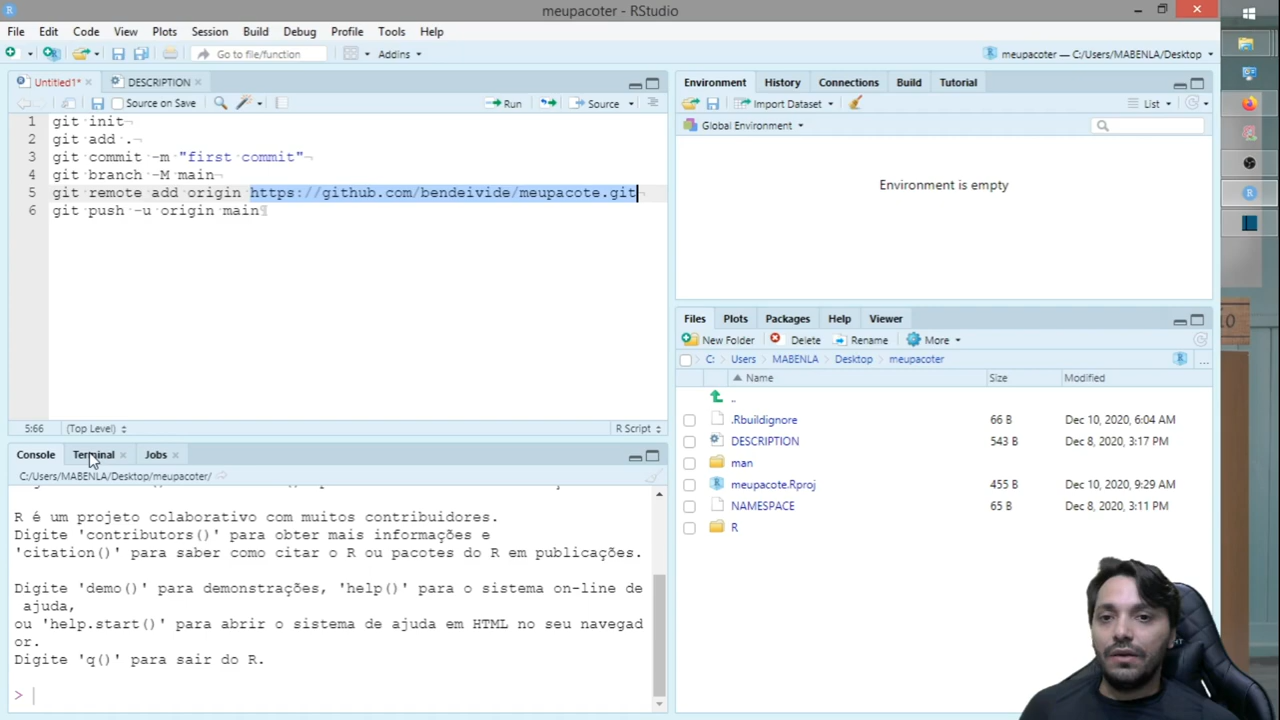 meupacoter - RStudio
File Edit Code View Plots Session Build Debug Profile Tools Help
Go to file/function Addins meupacoter — C:/Users/MABENLA/Desktop
Untitled1* DESCRIPTION
Source on Save Run Source
1 git init
2 git add .
3 git commit -m "first commit"
4 git branch -M main
5 git remote add origin https://github.com/bendeivide/meupacote.git
6 git push -u origin main
5:66 (Top Level) R Script
Console Terminal Jobs
C:/Users/MABENLA/Desktop/meupacoter/
R é um projeto colaborativo com muitos contribuidores.
Digite 'contributors()' para obter mais informações e
'citation()' para saber como citar o R ou pacotes do R em publicações.
Digite 'demo()' para demonstrações, 'help()' para o sistema on-line de
ajuda,
ou 'help.start()' para abrir o sistema de ajuda em HTML no seu navegad
or.
Digite 'q()' para sair do R.
>
Environment History Connections Build Tutorial
Import Dataset List
Global Environment
Environment is empty
Files Plots Packages Help Viewer
New Folder Delete Rename More
C: Users MABENLA Desktop meupacoter
Name Size Modified
..
.Rbuildignore 66 B Dec 10, 2020, 6:04 AM
DESCRIPTION 543 B Dec 8, 2020, 3:17 PM
man
meupacote.Rproj 455 B Dec 10, 2020, 9:29 AM
NAMESPACE 65 B Dec 8, 2020, 3:11 PM
R